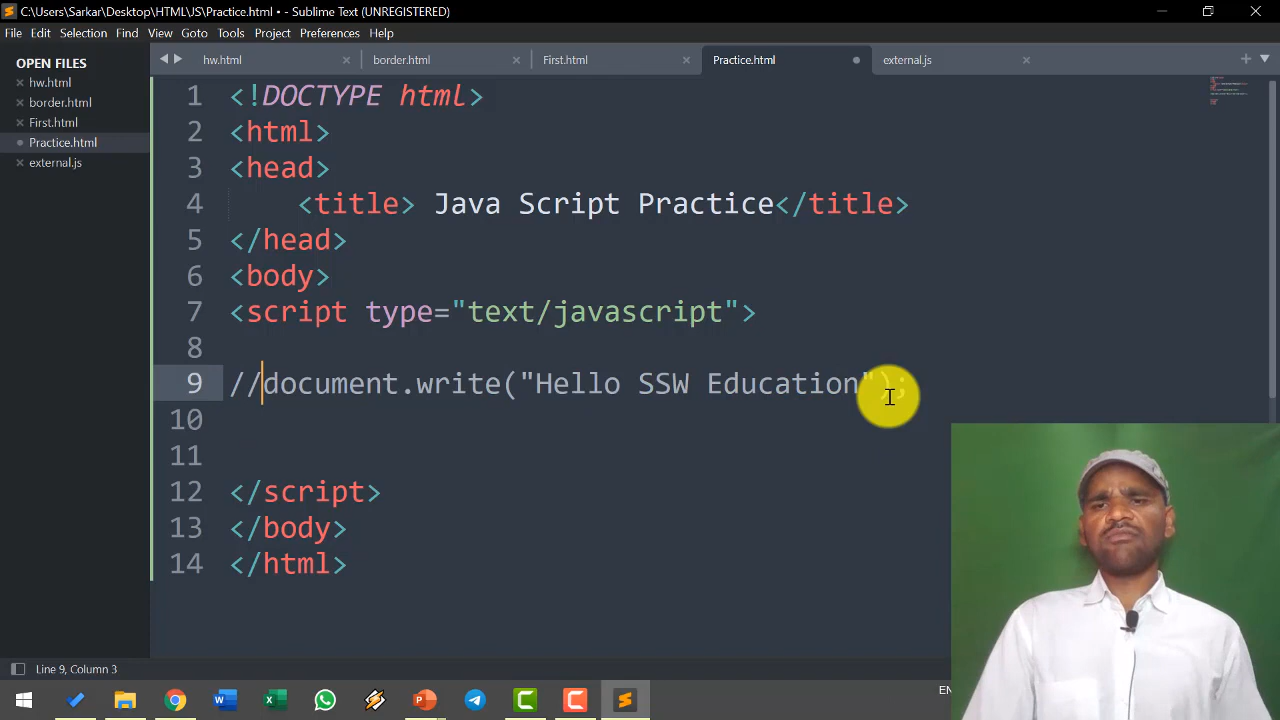 C:\Users\Sarkar\Desktop\HTML\JS\Practice.html • - Sublime Text (UNREGISTERED)
File Edit Selection Find View Goto Tools Project Preferences Help
OPEN FILES
hw.html
border.html
First.html
Practice.html
external.js
hw.html border.html First.html Practice.html external.js
1 <!DOCTYPE html>
2 <html>
3 <head>
4 <title> Java Script Practice</title>
5 </head>
6 <body>
7 <script type="text/javascript">
8
9 //document.write("Hello SSW Education");
10
11
12 </script>
13 </body>
14 </html>
Line 9, Column 3
EN